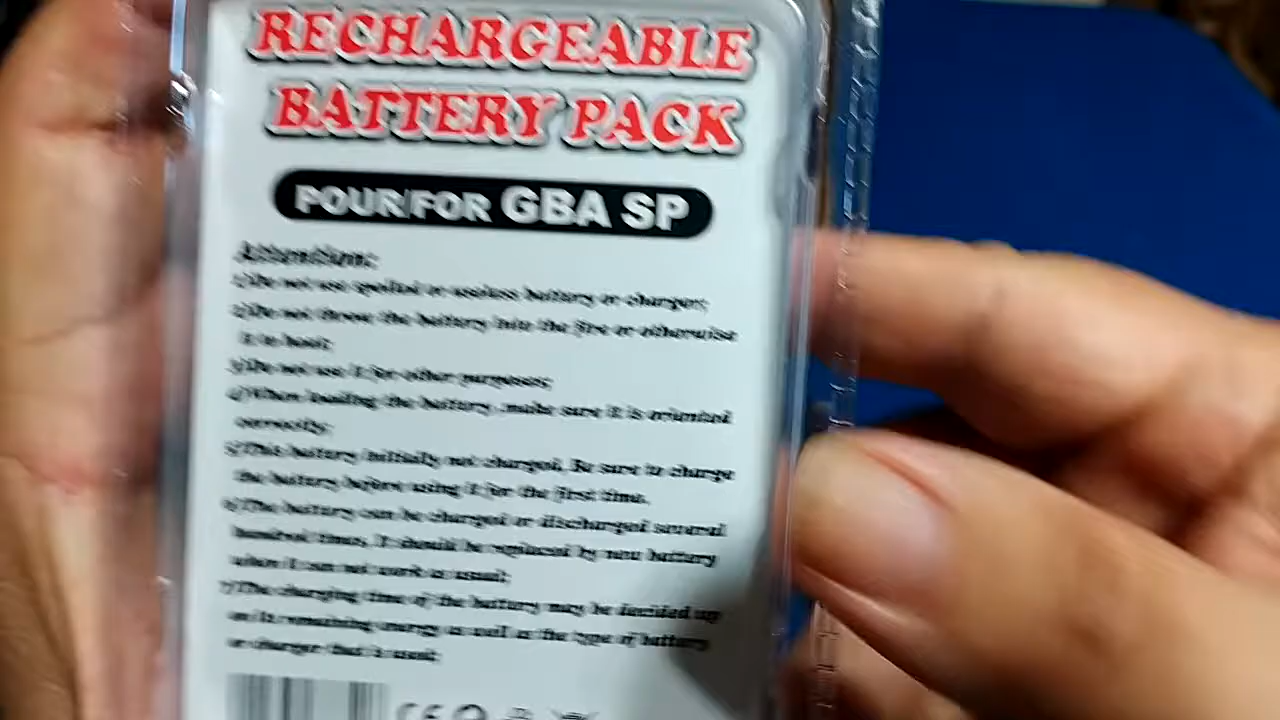 RECHARGEABLE
BATTERY PACK
POUR/FOR GBA SP
Attention:
1)Do not use spoiled or useless battery or charger;
2)Do not throw the battery into the fire or otherwise
it to heat;
3)Do not use it for other purposes;
4)When loading the battery, make sure it is oriented
correctly;
5)This battery initially not charged. Be sure to charge
the battery before using it for the first time.
6)The battery can be charged or discharged several
hundred times. It should be replaced by new battery
when it can not work as usual;
7)The charging time of the battery may be decided up
on its remaining energy as well as the type of battery
or charger that is used;
CE